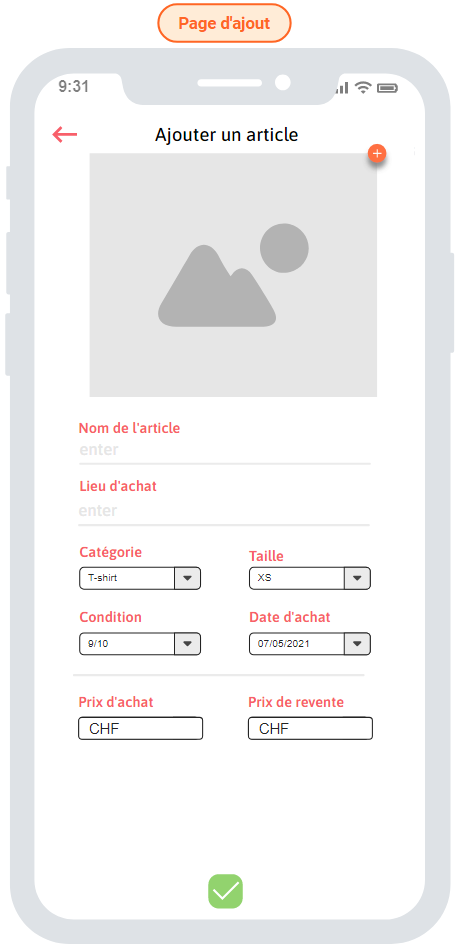 Page d'ajout
9:31
Ajouter un article
Nom de l'article
enter
Lieu d'achat
enter
Catégorie Taille
T-shirt XS
Condition Date d'achat
9/10 07/05/2021
Prix d'achat Prix de revente
CHF CHF